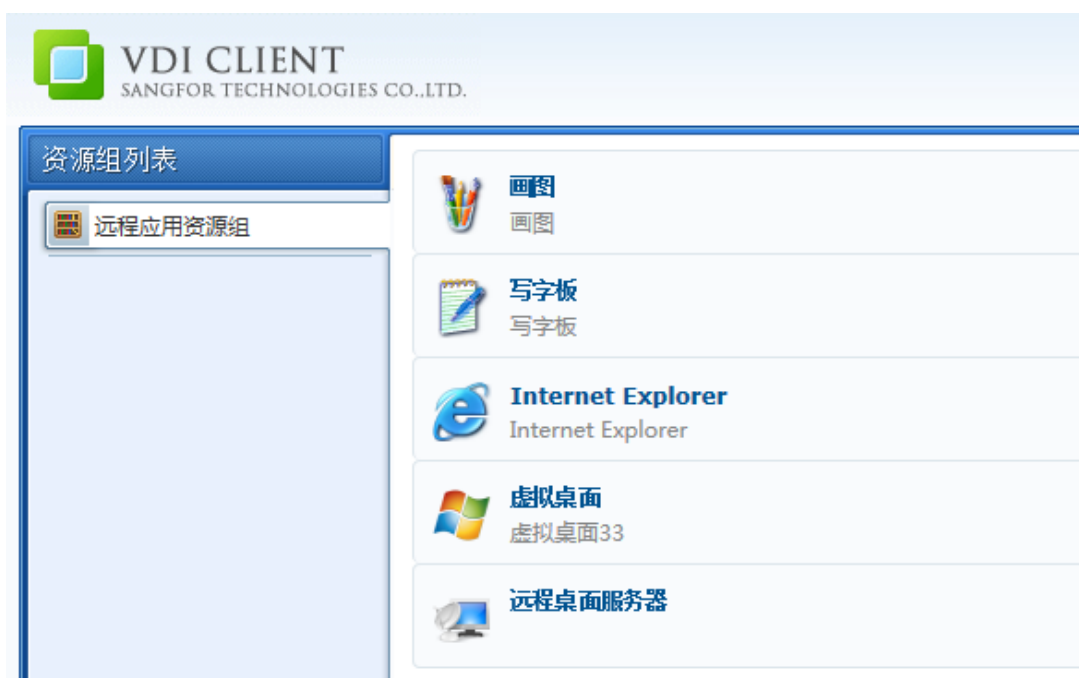 VDI CLIENT
SANGFOR TECHNOLOGIES CO.,LTD.
资源组列表
远程应用资源组
画图
画图
写字板
写字板
Internet Explorer
Internet Explorer
虚拟桌面
虚拟桌面33
远程桌面服务器